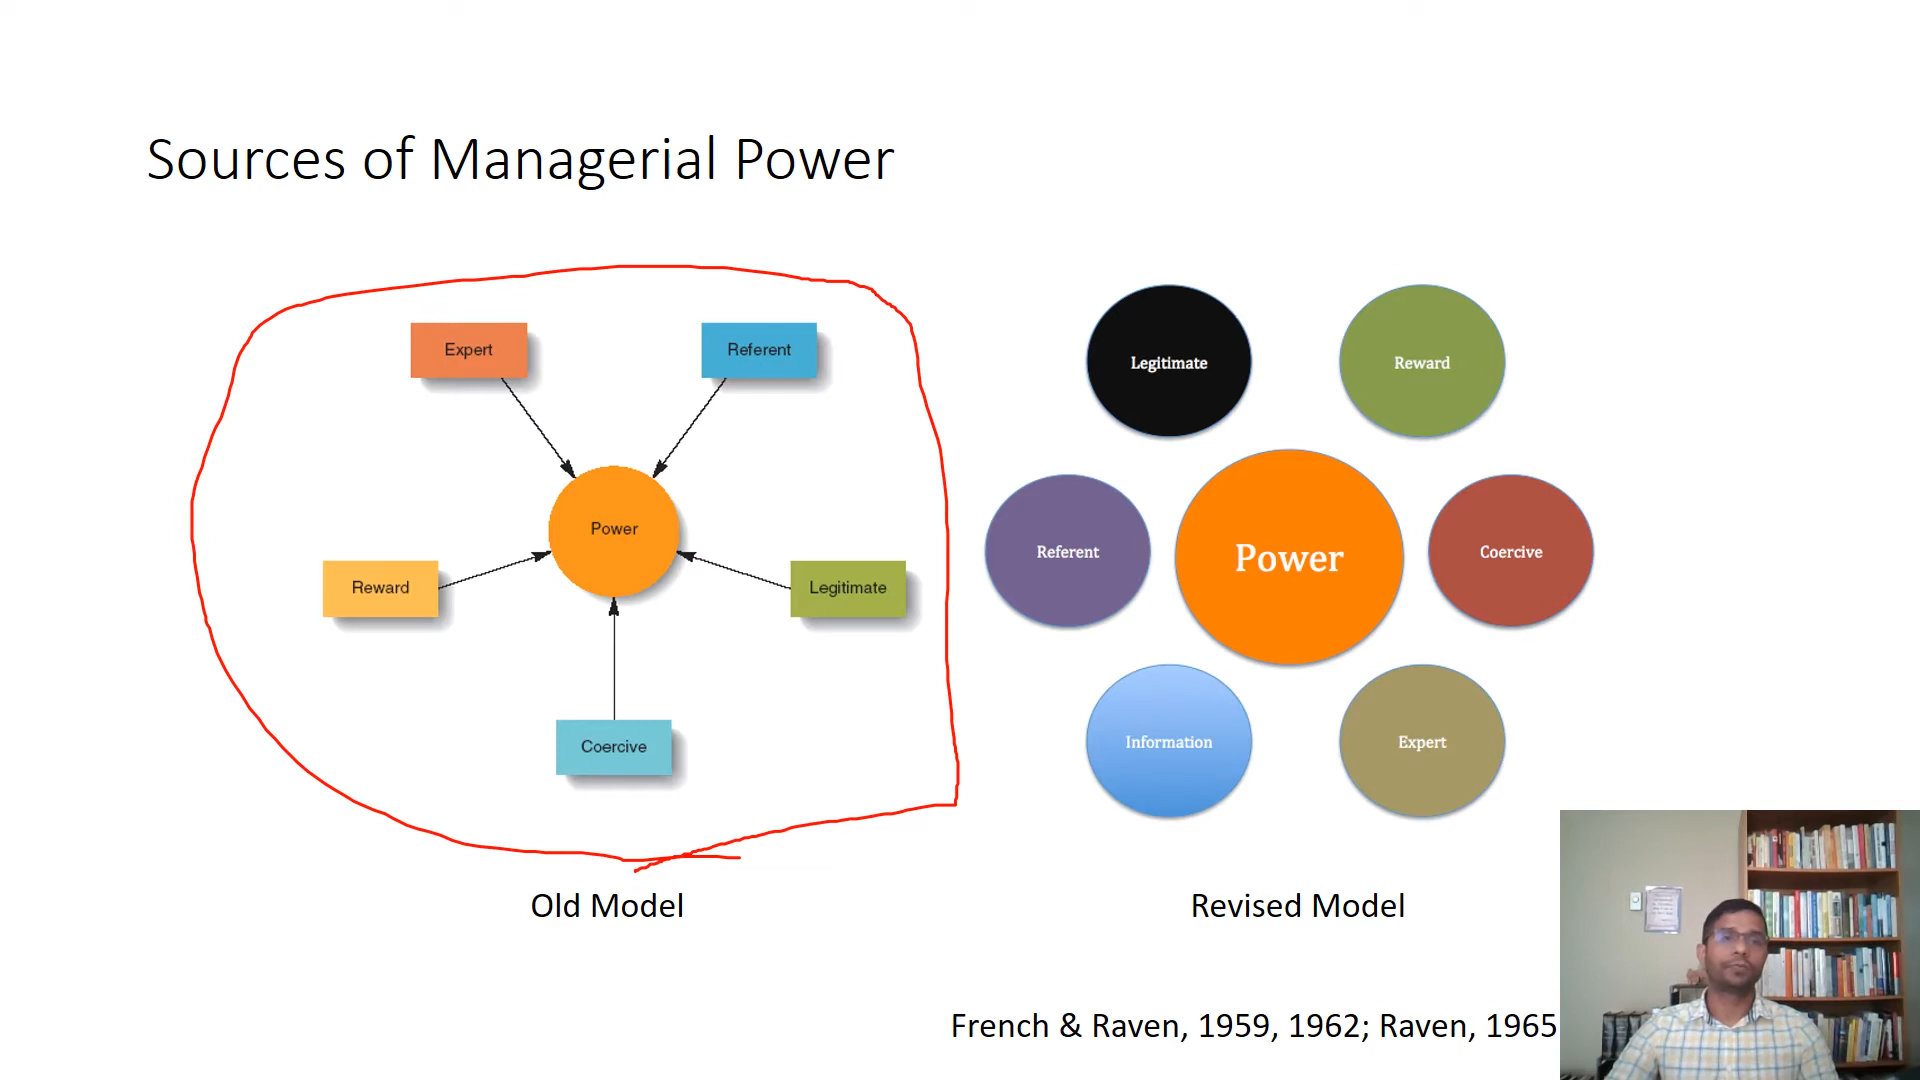 Sources of Managerial Power
Expert
Referent
Power
Reward
Legitimate
Coercive
Old Model
Legitimate
Reward
Referent
Power
Coercive
Information
Expert
Revised Model
French & Raven, 1959, 1962; Raven, 1965